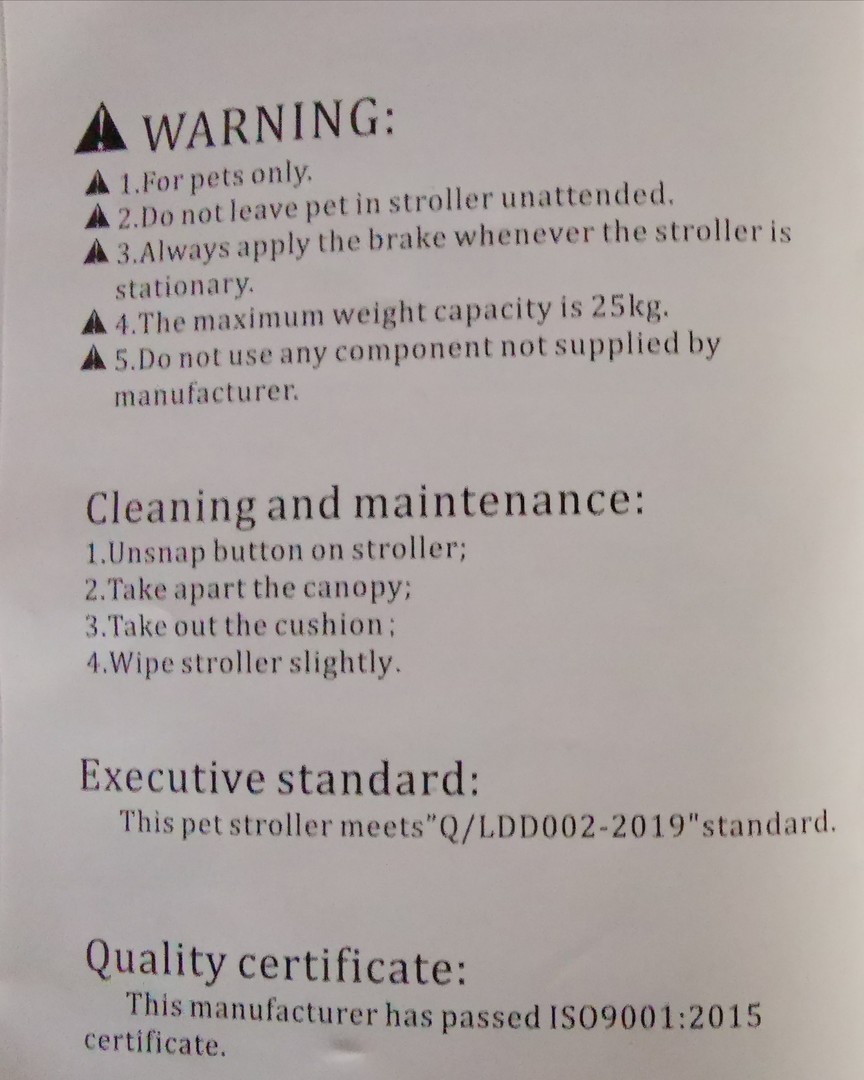 WARNING:
1.For pets only.
2.Do not leave pet in stroller unattended.
3.Always apply the brake whenever the stroller is
stationary.
4.The maximum weight capacity is 25kg.
5.Do not use any component not supplied by
manufacturer.
Cleaning and maintenance:
1.Unsnap button on stroller;
2.Take apart the canopy;
3.Take out the cushion;
4.Wipe stroller slightly.
Executive standard:
This pet stroller meets"Q/LDD002-2019"standard.
Quality certificate:
This manufacturer has passed ISO9001:2015
certificate.